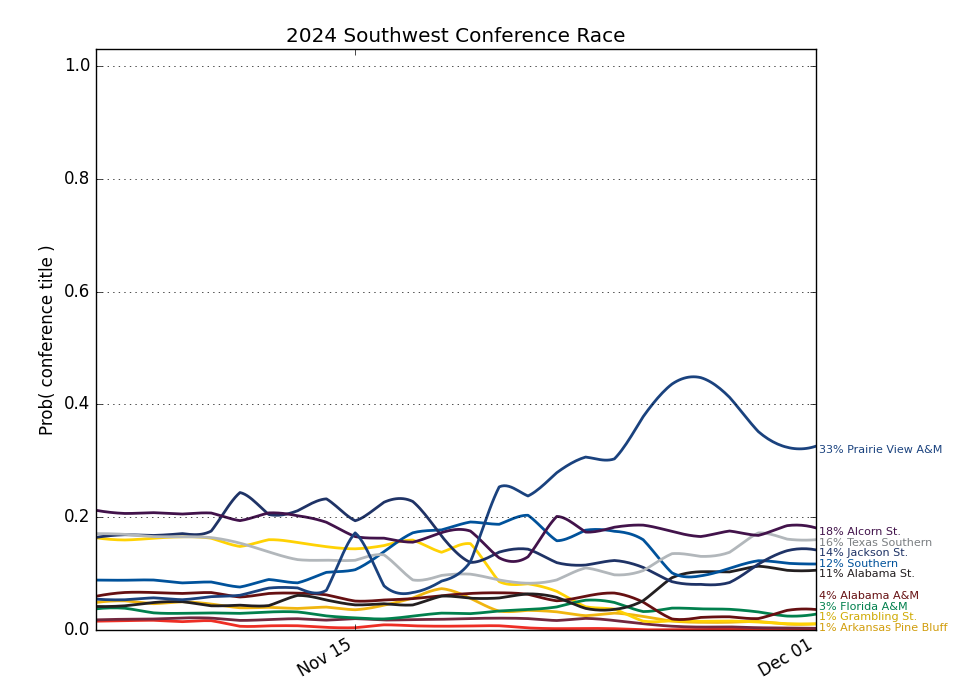 2024 Southwest Conference Race
Prob( conference title )
1.0
0.8
0.6
0.4
0.2
0.0
Nov 15
Dec 01
33% Prairie View A&M
18% Alcorn St.
16% Texas Southern
14% Jackson St.
12% Southern
11% Alabama St.
4% Alabama A&M
3% Florida A&M
1% Grambling St.
1% Arkansas Pine Bluff